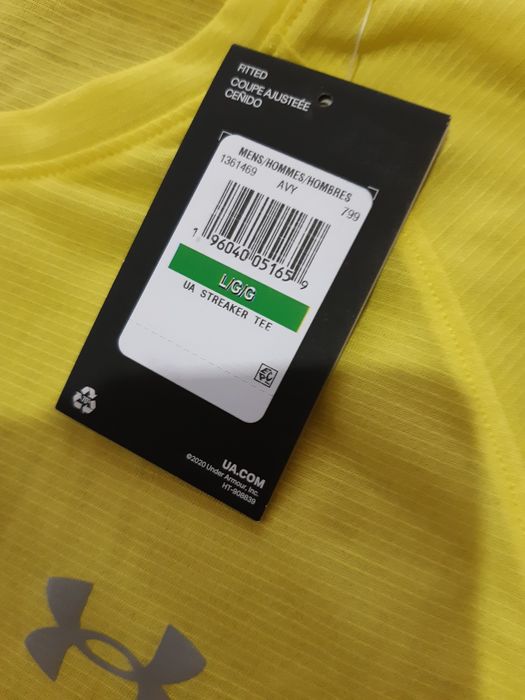 FITTED
COUPE AJUSTEÉE
CEÑIDO
MENS/HOMMES/HOMBRES
1361469 AVY 799
1 96040 05165 9
L/G/G
UA STREAKER TEE
UA.COM
©2020 Under Armour, Inc.
HT-908839